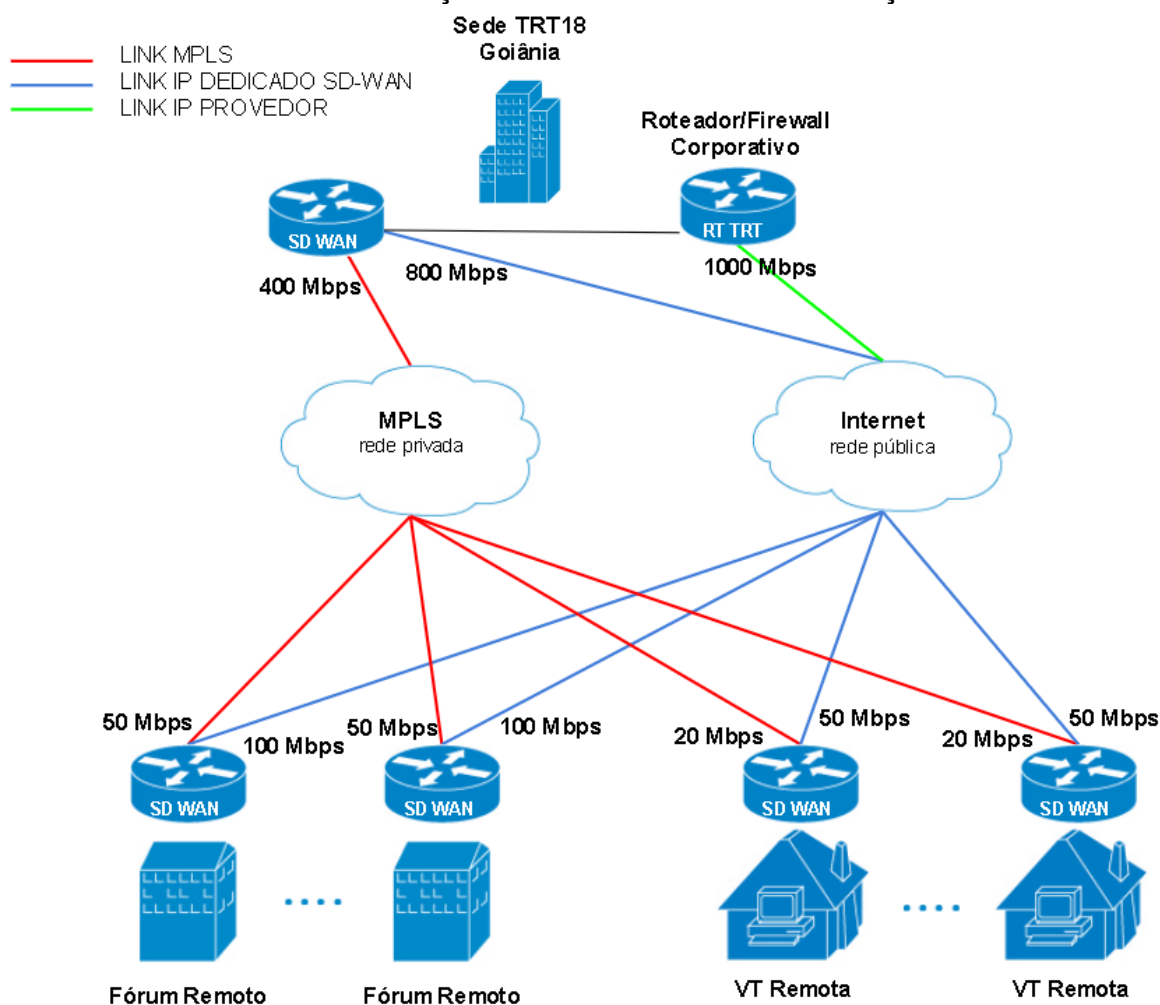 Sede TRT18
Goiânia
LINK MPLS
LINK IP DEDICADO SD-WAN
LINK IP PROVEDOR
Roteador/Firewall
Corporativo
SD WAN
RT TRT
400 Mbps
800 Mbps
1000 Mbps
MPLS
rede privada
Internet
rede pública
50 Mbps
100 Mbps
50 Mbps
100 Mbps
20 Mbps
50 Mbps
20 Mbps
50 Mbps
SD WAN
SD WAN
SD WAN
SD WAN
Fórum Remoto
Fórum Remoto
VT Remota
VT Remota